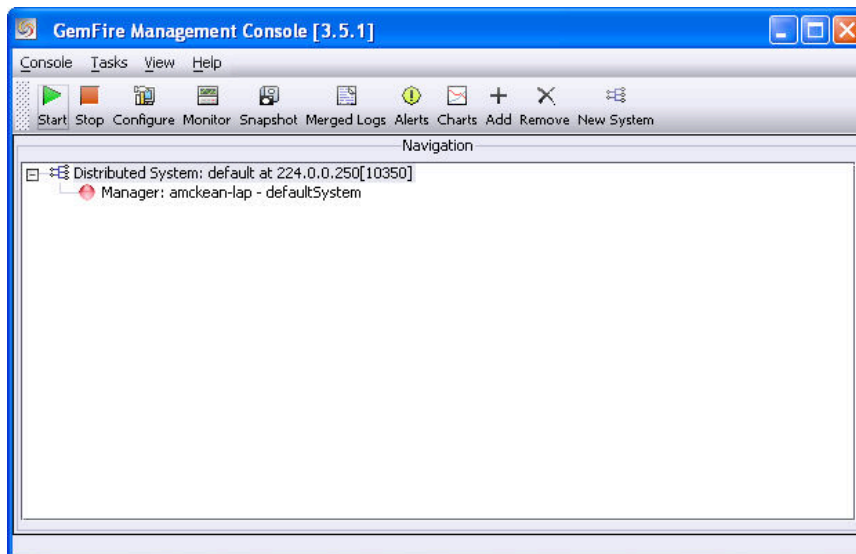 GemFire Management Console [3.5.1]
Console Tasks View Help
Start Stop Configure Monitor Snapshot Merged Logs Alerts Charts Add Remove New System
Navigation
Distributed System: default at 224.0.0.250[10350]
Manager: amckean-lap - defaultSystem